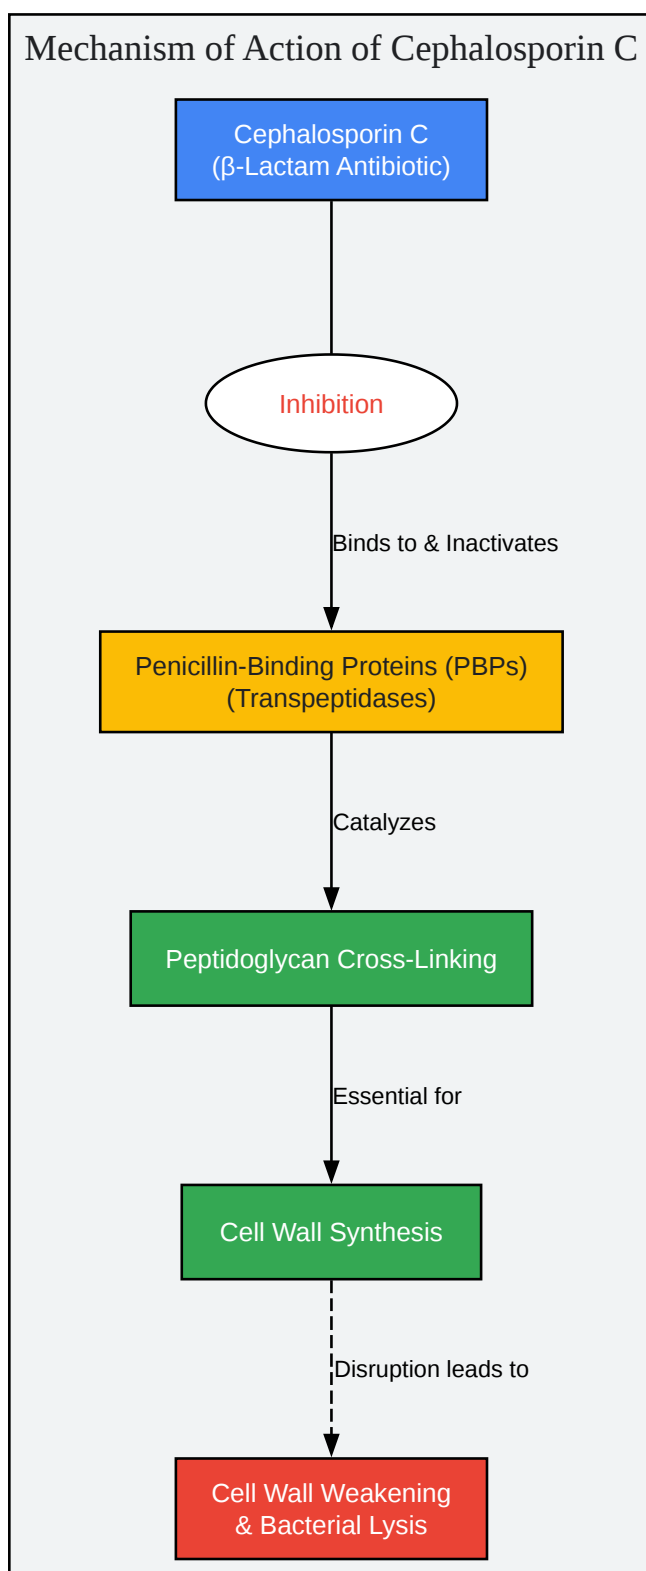 Mechanism of Action of Cephalosporin C
Cephalosporin C
(β-Lactam Antibiotic)
Inhibition
Binds to & Inactivates
Penicillin-Binding Proteins (PBPs)
(Transpeptidases)
Catalyzes
Peptidoglycan Cross-Linking
Essential for
Cell Wall Synthesis
Disruption leads to
Cell Wall Weakening
& Bacterial Lysis